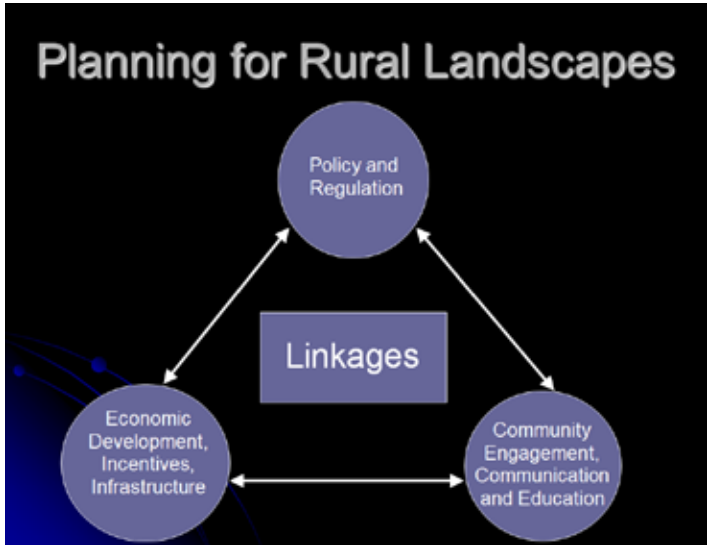 Planning for Rural Landscapes
Policy and
Regulation
Linkages
Economic
Development,
Incentives,
Infrastructure
Community
Engagement,
Communication
and Education